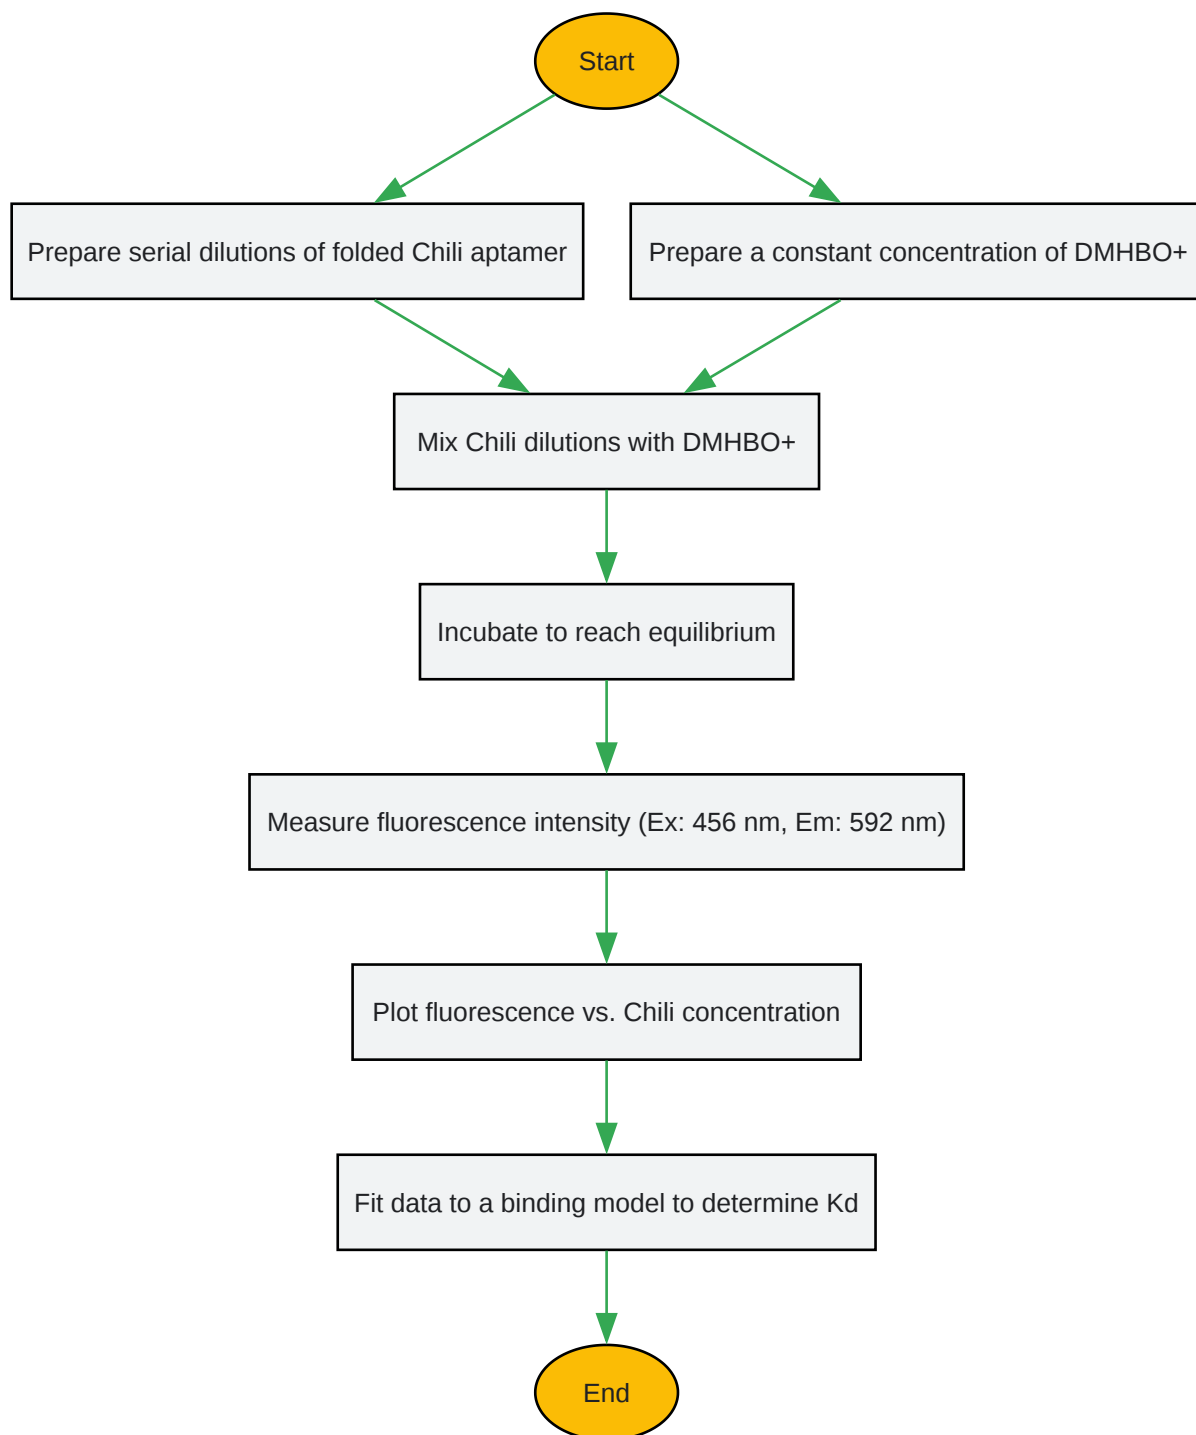 Start
Prepare serial dilutions of folded Chili aptamer
Prepare a constant concentration of DMHBO+
Mix Chili dilutions with DMHBO+
Incubate to reach equilibrium
Measure fluorescence intensity (Ex: 456 nm, Em: 592 nm)
Plot fluorescence vs. Chili concentration
Fit data to a binding model to determine Kd
End